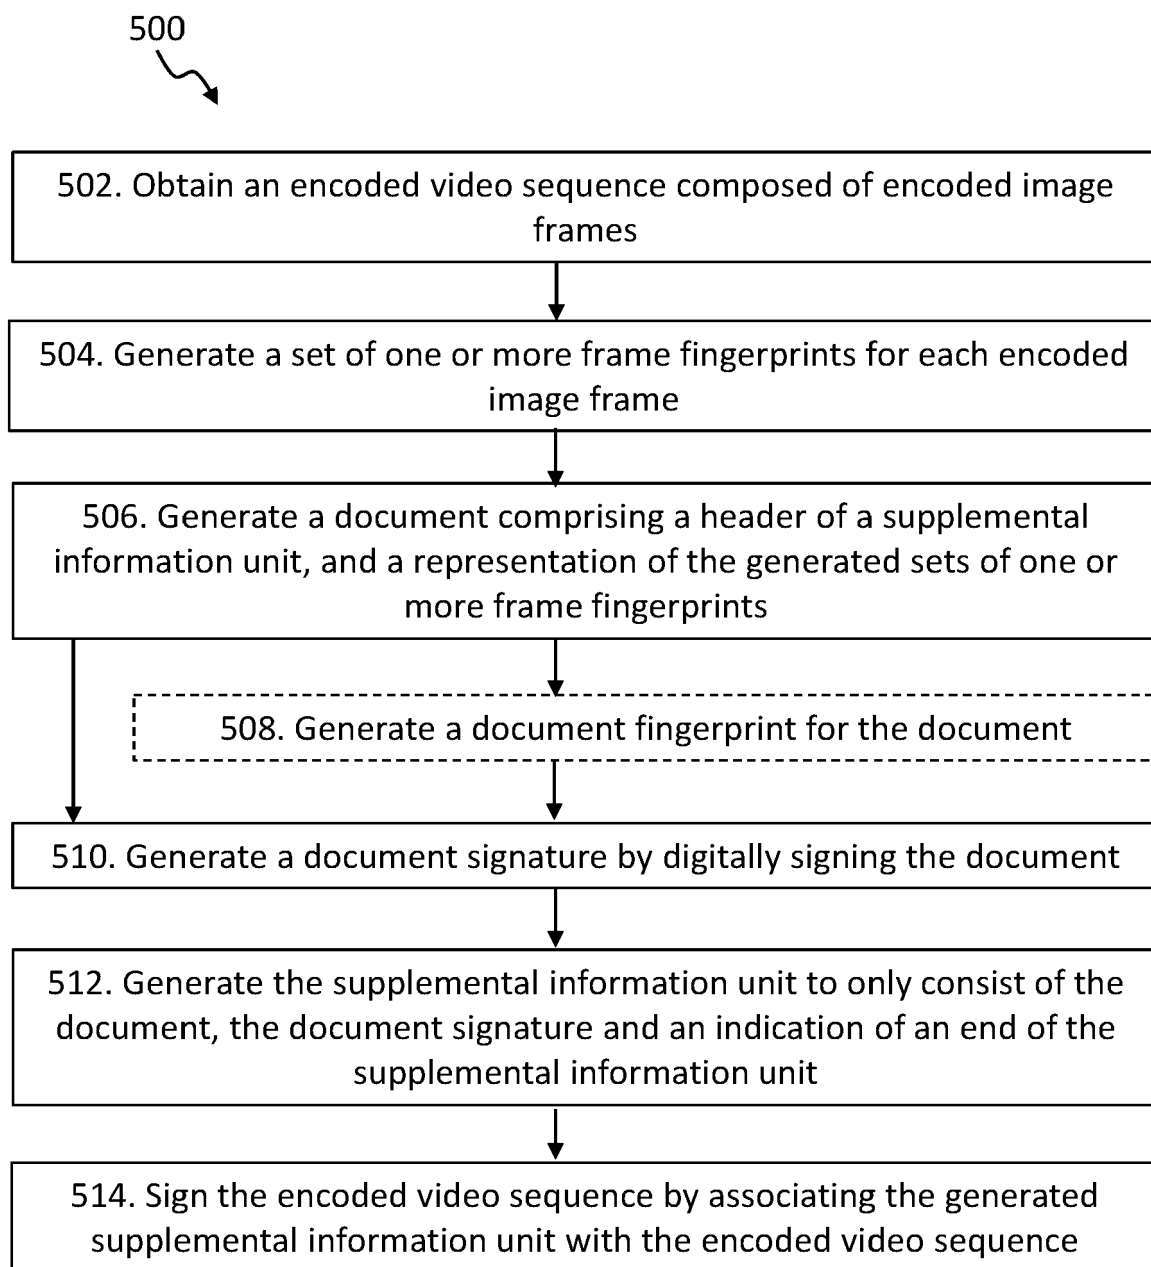 500
502. Obtain an encoded video sequence composed of encoded image
frames
504. Generate a set of one or more frame fingerprints for each encoded
image frame
506. Generate a document comprising a header of a supplemental
information unit, and a representation of the generated sets of one or
more frame fingerprints
508. Generate a document fingerprint for the document
510. Generate a document signature by digitally signing the document
512. Generate the supplemental information unit to only consist of the
document, the document signature and an indication of an end of the
supplemental information unit
514. Sign the encoded video sequence by associating the generated
supplemental information unit with the encoded video sequence